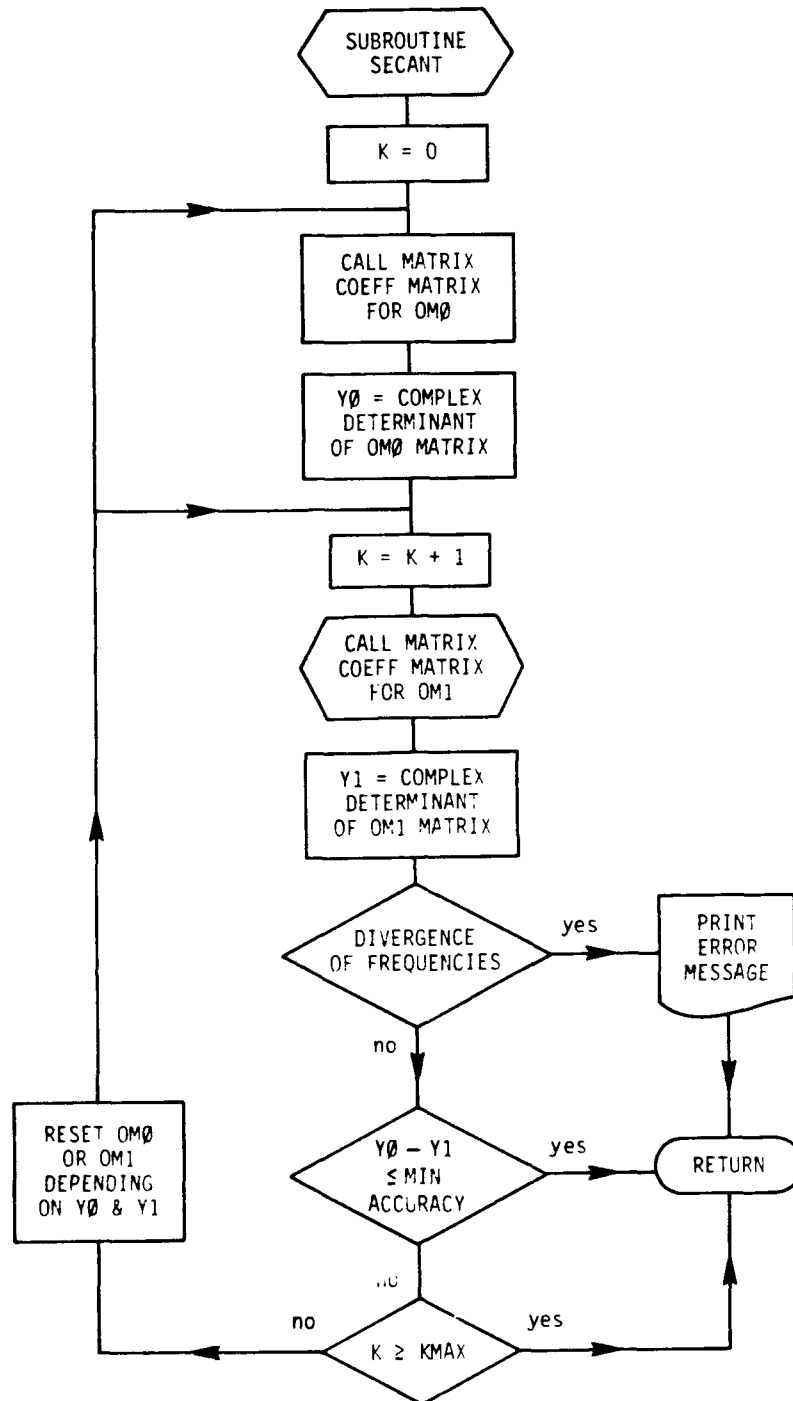 SUBROUTINE
SECANT
K = 0
CALL MATRIX
COEFF MATRIX
FOR OMØ
YØ = COMPLEX
DETERMINANT
OF OMØ MATRIX
K = K + 1
CALL MATRIX
COEFF MATRIX
FOR OM1
Y1 = COMPLEX
DETERMINANT
OF OM1 MATRIX
DIVERGENCE
OF FREQUENCIES
yes
PRINT
ERROR
MESSAGE
no
YØ – Y1
≤ MIN
ACCURACY
yes
RETURN
RESET OMØ
OR OM1
DEPENDING
ON YØ & Y1
no
K ≥ KMAX
no
yes